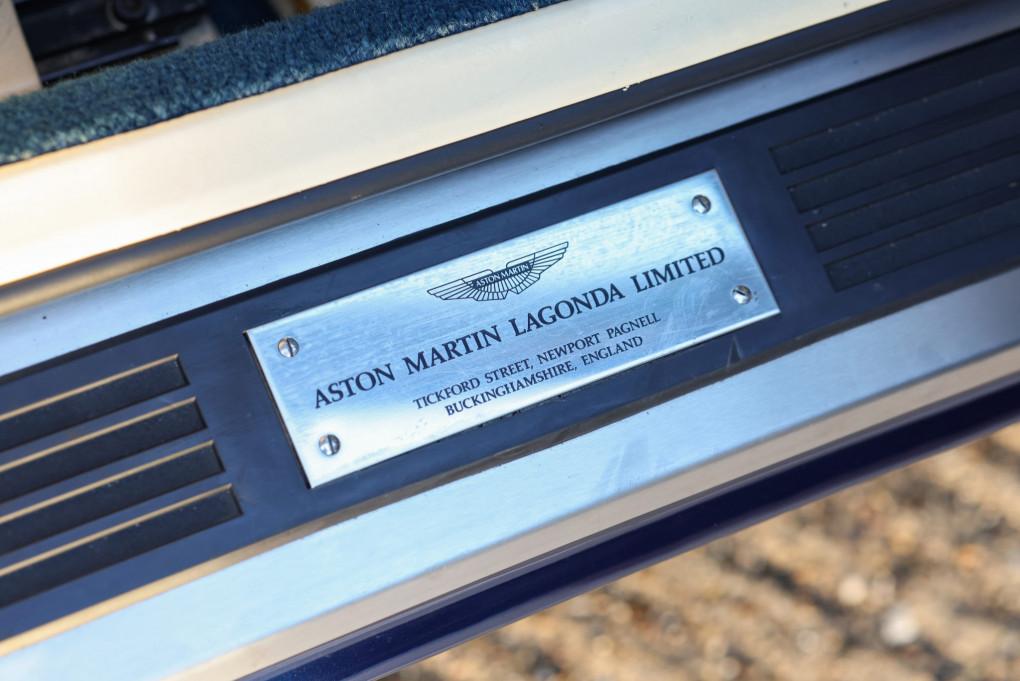 ASTON MARTIN
ASTON MARTIN LAGONDA LIMITED
TICKFORD STREET, NEWPORT PAGNELL
BUCKINGHAMSHIRE, ENGLAND